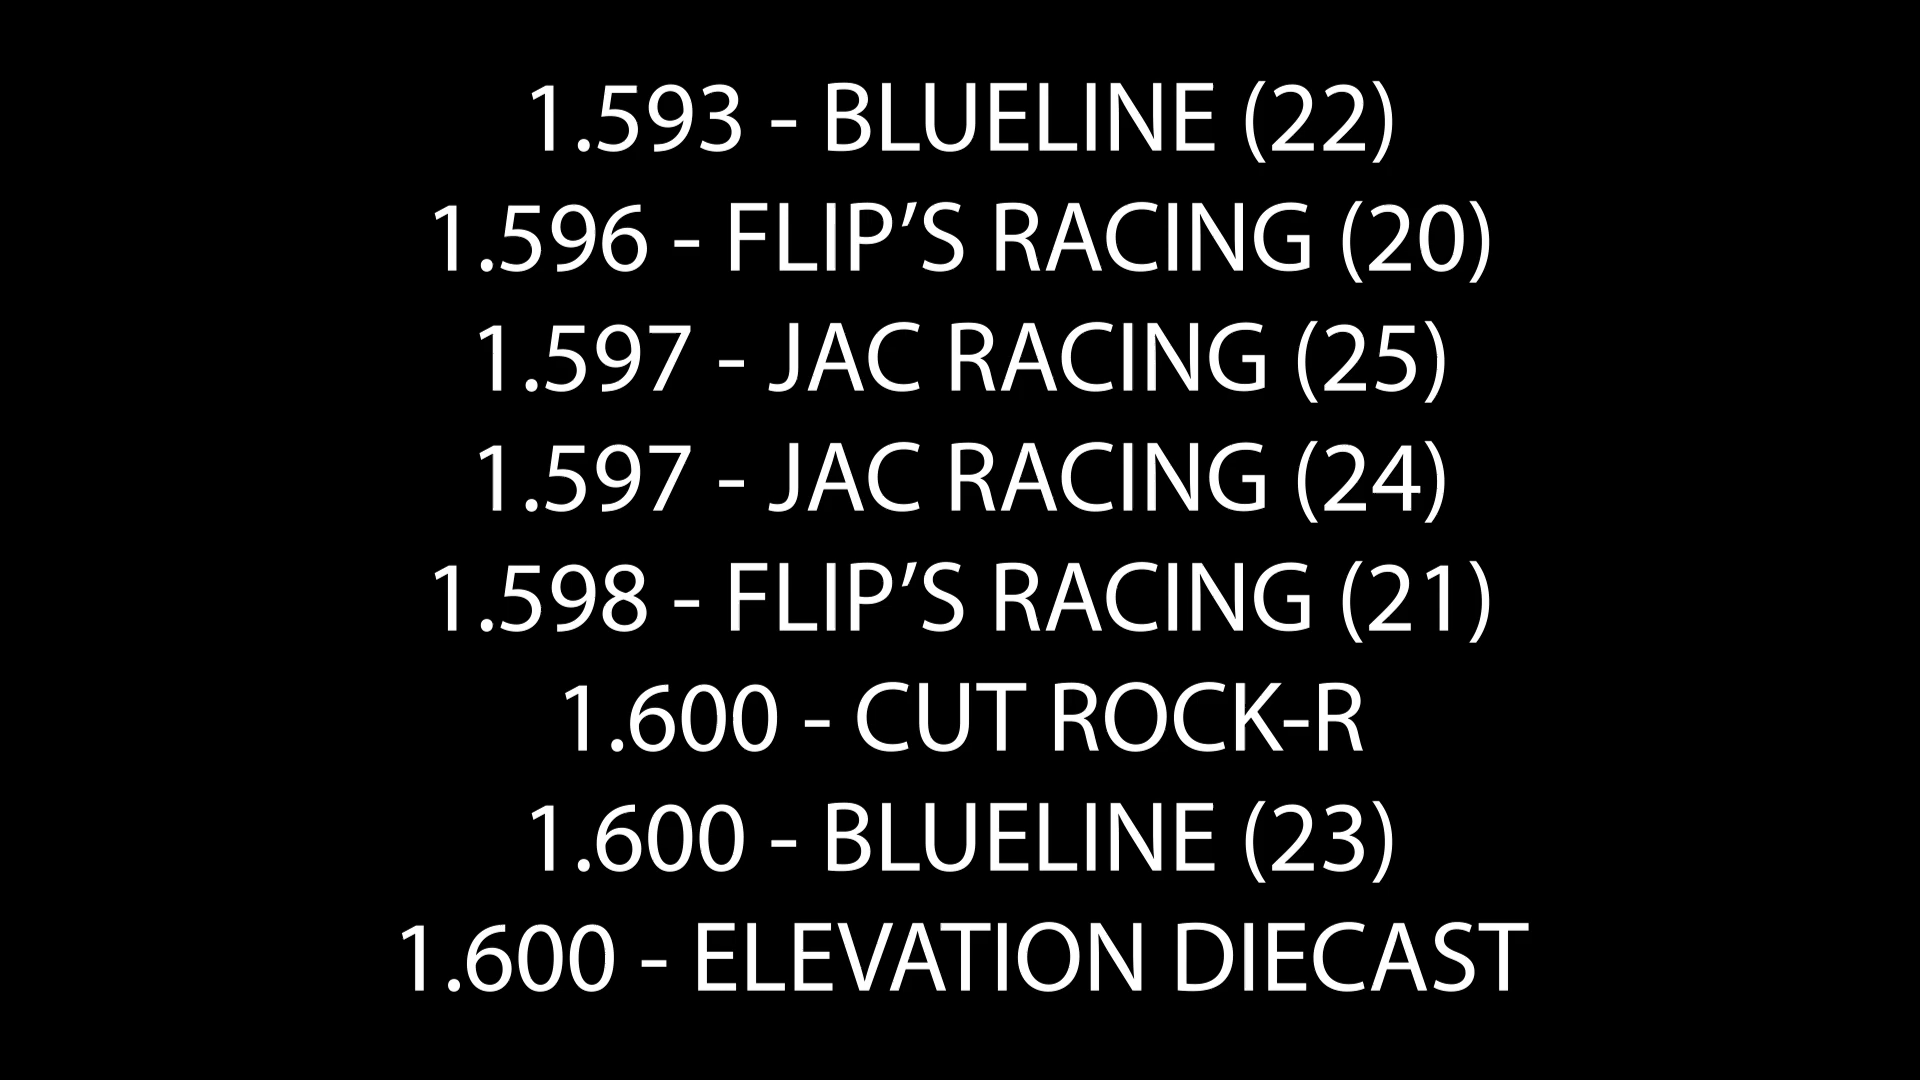 1.593 - BLUELINE (22)
1.596 - FLIP’S RACING (20)
1.597 - JAC RACING (25)
1.597 - JAC RACING (24)
1.598 - FLIP’S RACING (21)
1.600 - CUT ROCK-R
1.600 - BLUELINE (23)
1.600 - ELEVATION DIECAST